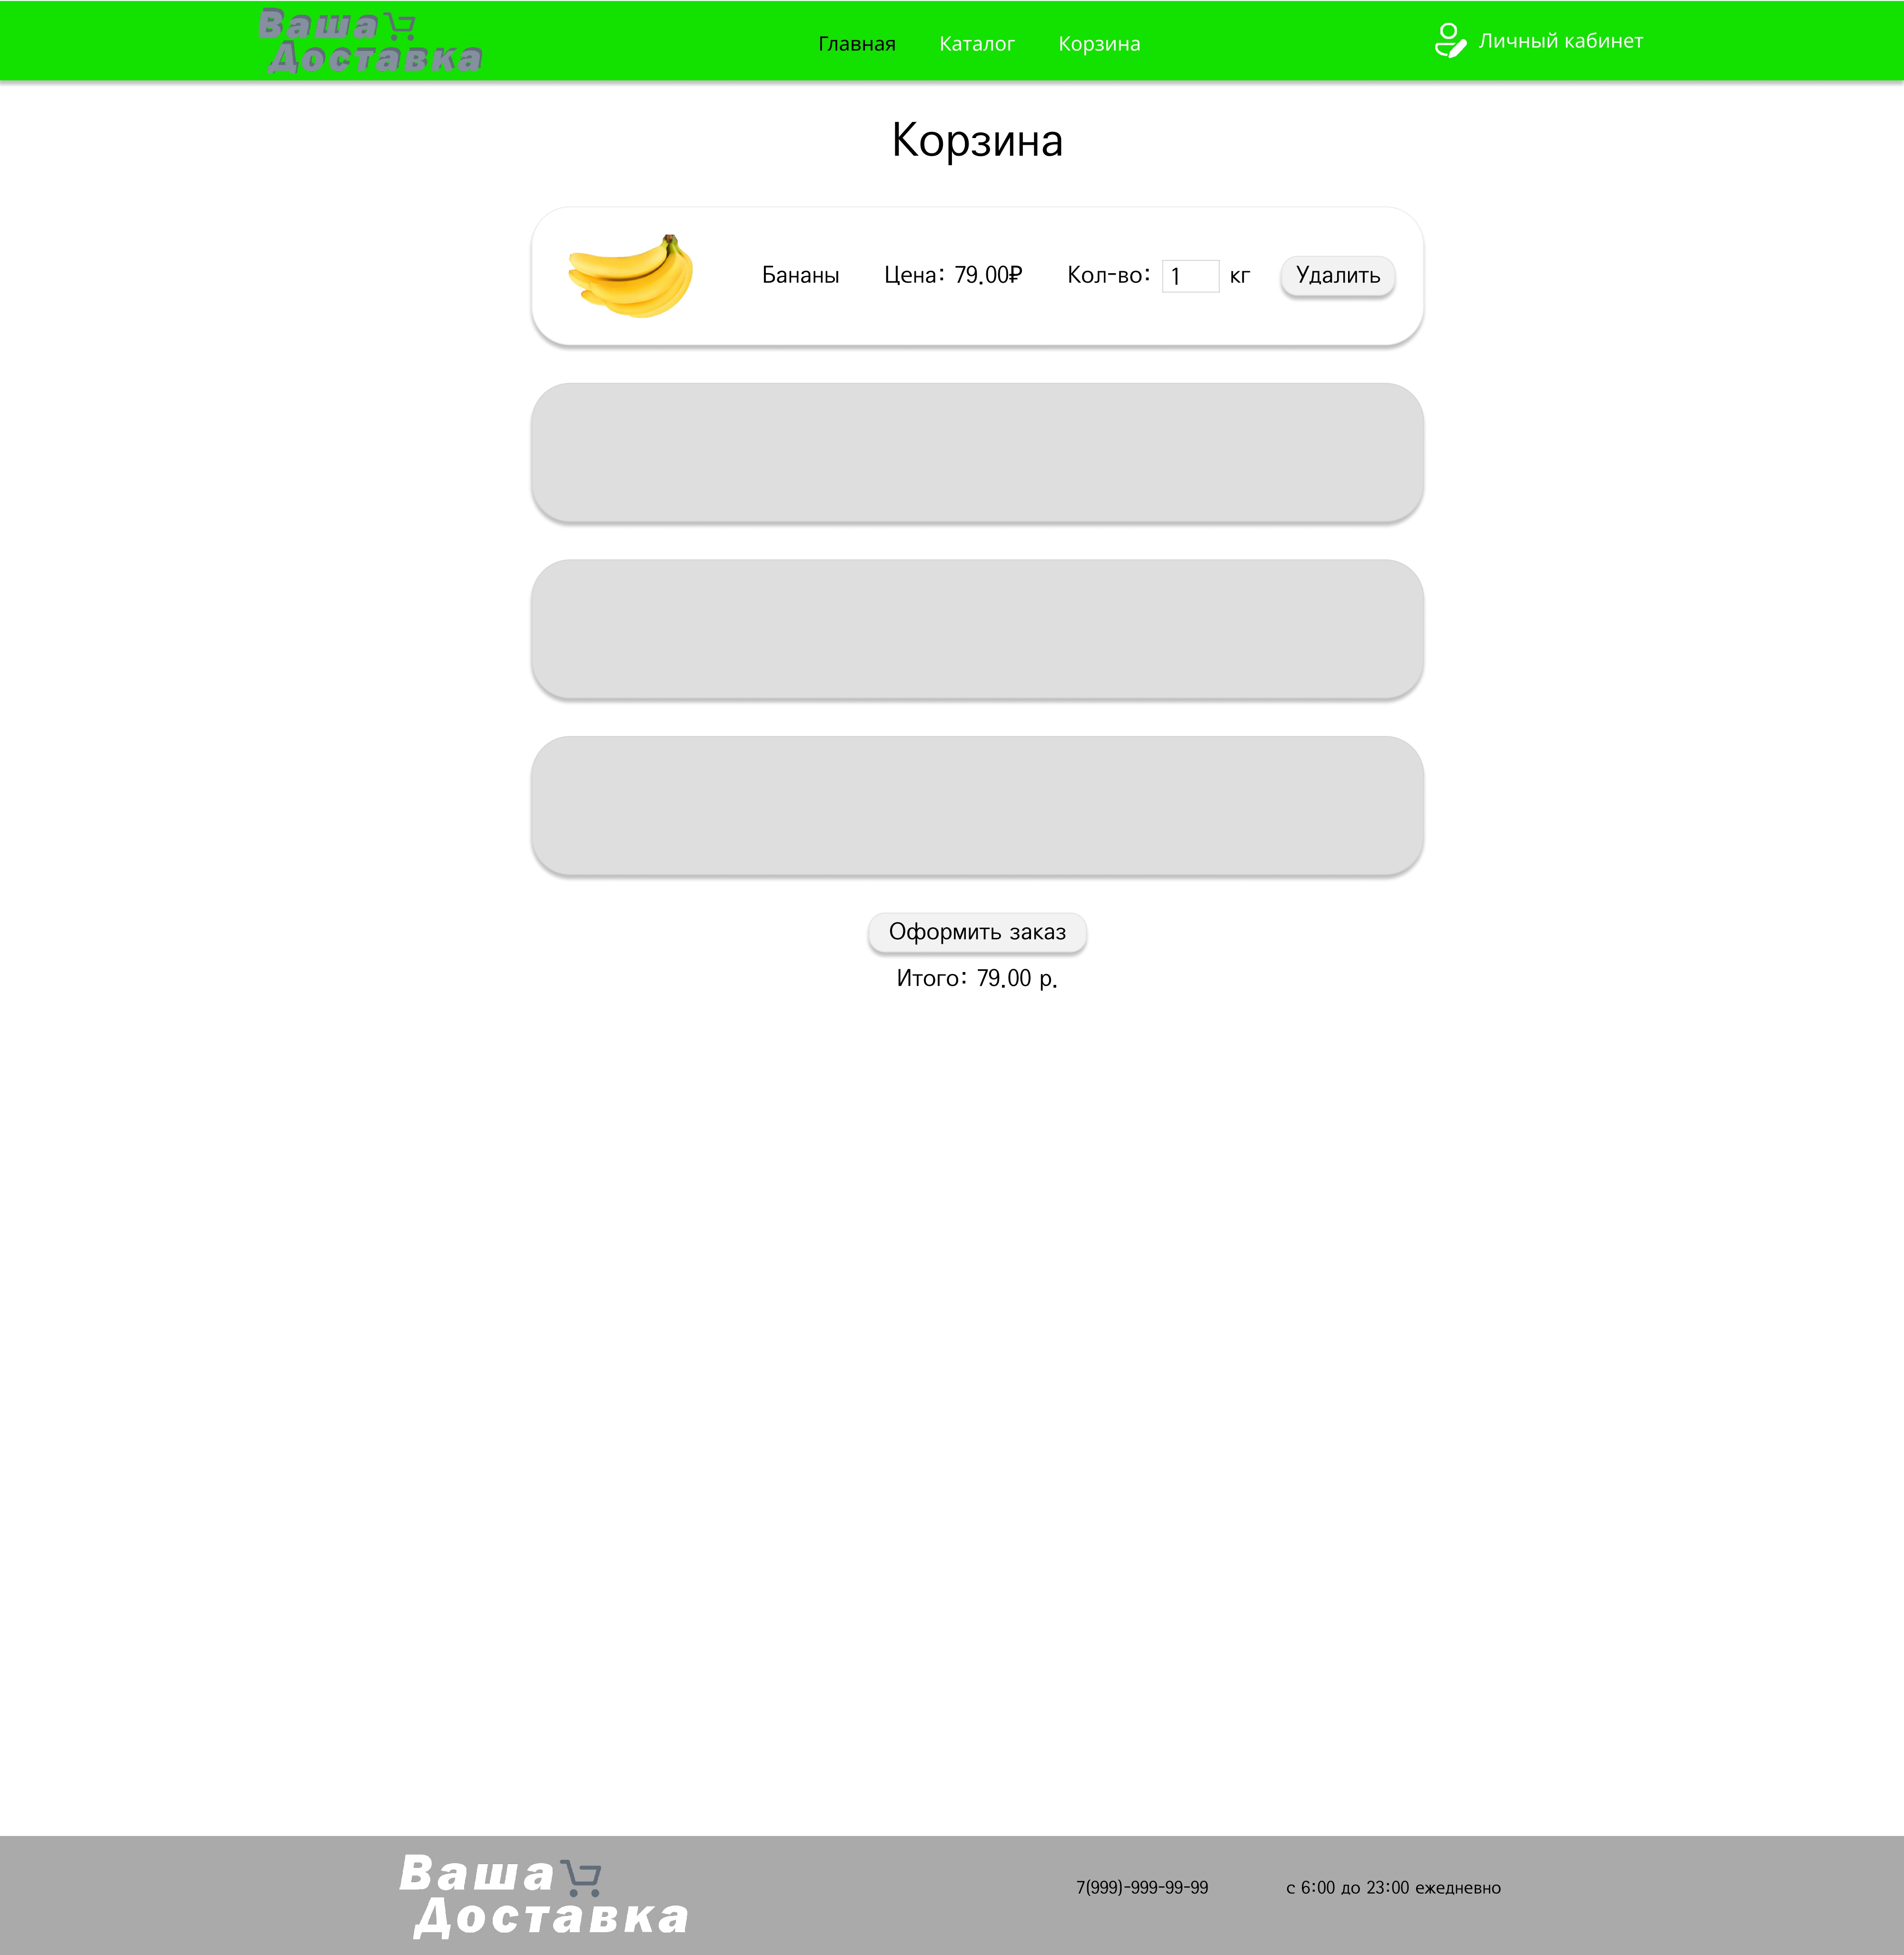 Ваша
Доставка
Главная Каталог Корзина
Личный кабинет
Корзина
Бананы Цена: 79.00₽ Кол-во: 1 кг Удалить
Оформить заказ
Итого: 79.00 р.
Ваша
Доставка
7(999)-999-99-99 с 6:00 до 23:00 ежедневно